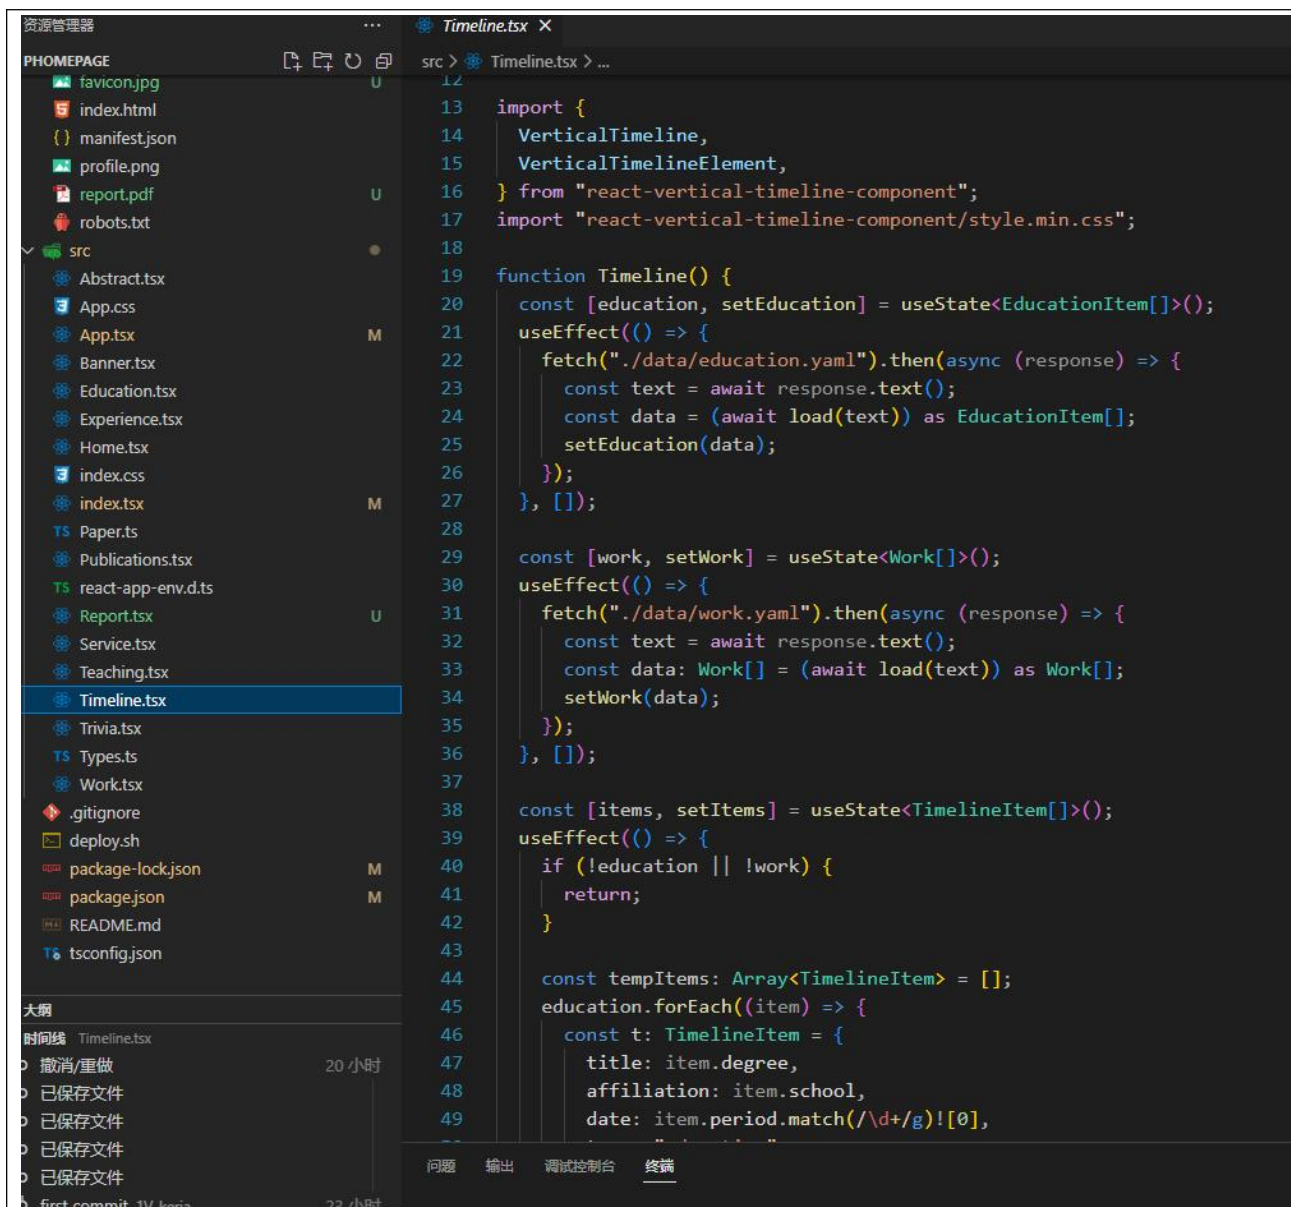 资源管理器 ···
PHOMEPAGE
favicon.jpg U
index.html
manifest.json
profile.png
report.pdf U
robots.txt
src
Abstract.tsx
App.css
App.tsx M
Banner.tsx
Education.tsx
Experience.tsx
Home.tsx
index.css
index.tsx M
Paper.ts
Publications.tsx
react-app-env.d.ts
Report.tsx U
Service.tsx
Teaching.tsx
Timeline.tsx
Trivia.tsx
Types.ts
Work.tsx
.gitignore
deploy.sh
package-lock.json M
package.json M
README.md
tsconfig.json
大纲
时间线 Timeline.tsx
撤消/重做 20 小时
已保存文件
已保存文件
已保存文件
已保存文件
first commit 23 小时
Timeline.tsx
src > Timeline.tsx > ...
12
13 import {
14 VerticalTimeline,
15 VerticalTimelineElement,
16 } from "react-vertical-timeline-component";
17 import "react-vertical-timeline-component/style.min.css";
18
19 function Timeline() {
20 const [education, setEducation] = useState<EducationItem[]>();
21 useEffect(() => {
22 fetch("./data/education.yaml").then(async (response) => {
23 const text = await response.text();
24 const data = (await load(text)) as EducationItem[];
25 setEducation(data);
26 });
27 }, []);
28
29 const [work, setWork] = useState<Work[]>();
30 useEffect(() => {
31 fetch("./data/work.yaml").then(async (response) => {
32 const text = await response.text();
33 const data: Work[] = (await load(text)) as Work[];
34 setWork(data);
35 });
36 }, []);
37
38 const [items, setItems] = useState<TimelineItem[]>();
39 useEffect(() => {
40 if (!education || !work) {
41 return;
42 }
43
44 const tempItems: Array<TimelineItem> = [];
45 education.forEach((item) => {
46 const t: TimelineItem = {
47 title: item.degree,
48 affiliation: item.school,
49 date: item.period.match(/\d+/g)![0],
问题 输出 调试控制台 终端